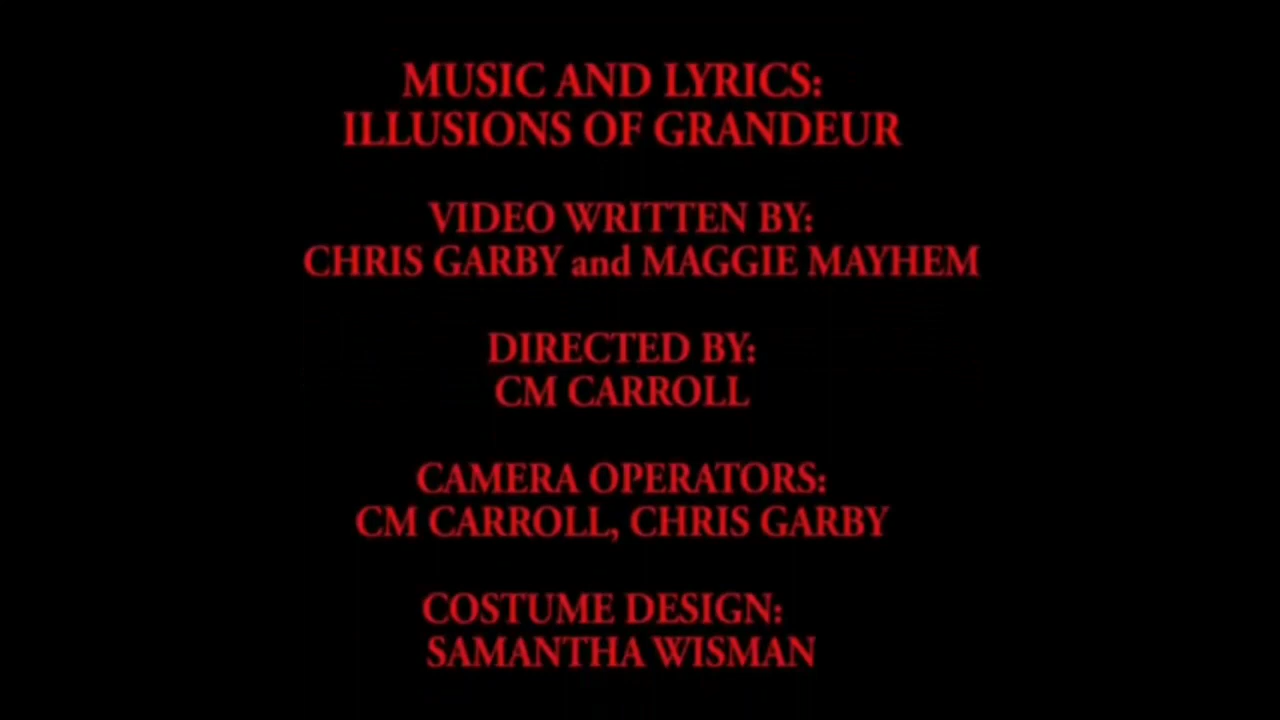 MUSIC AND LYRICS:
ILLUSIONS OF GRANDEUR
VIDEO WRITTEN BY:
CHRIS GARBY and MAGGIE MAYHEM
DIRECTED BY:
CM CARROLL
CAMERA OPERATORS:
CM CARROLL, CHRIS GARBY
COSTUME DESIGN:
SAMANTHA WISMAN